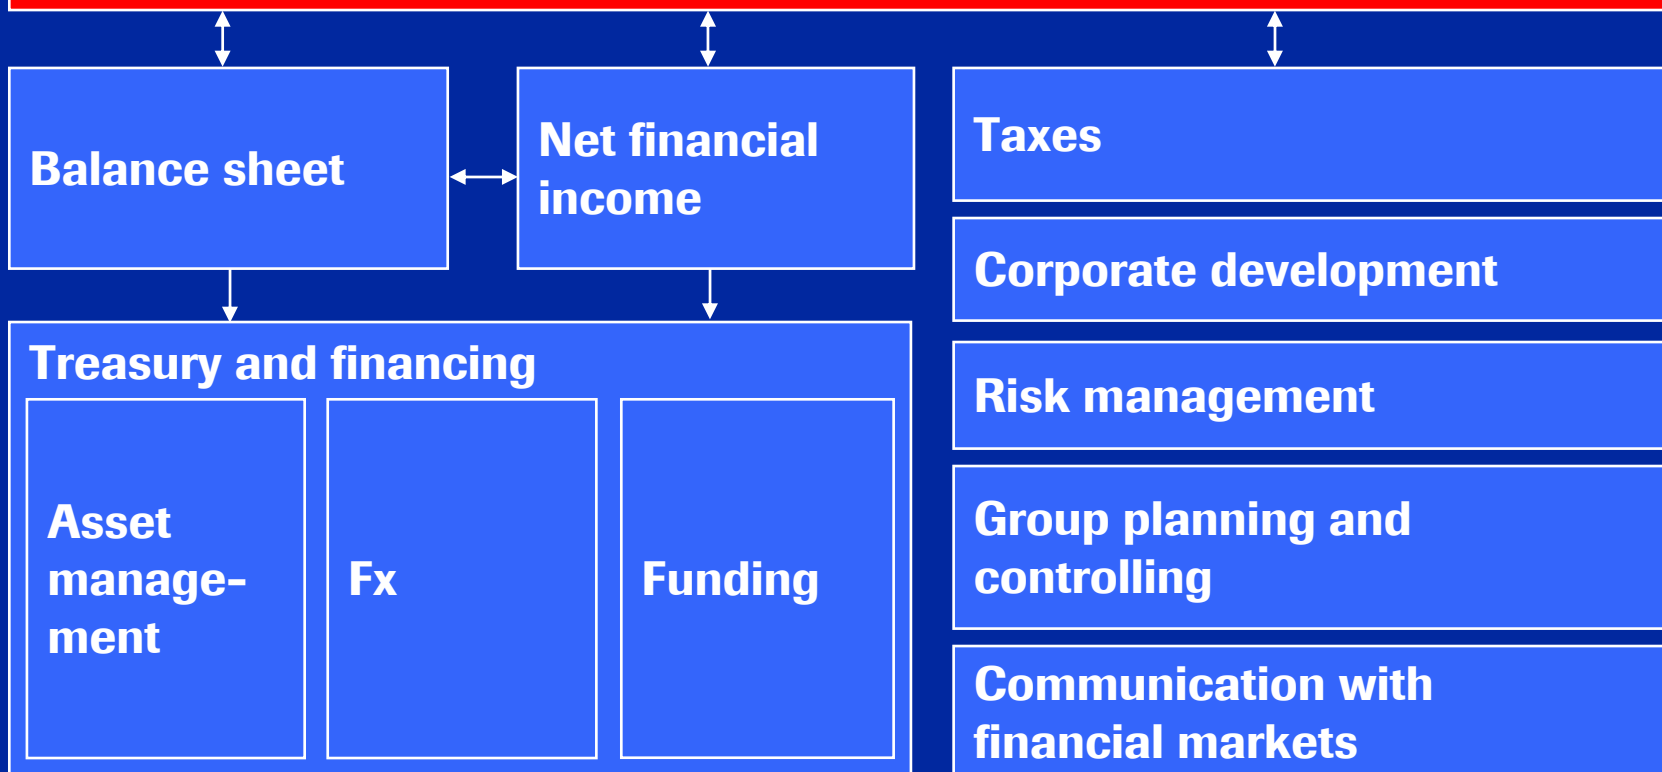 Balance sheet
Net financial
income
Treasury and financing
Asset
manage-
ment
Fx
Funding
Taxes
Corporate development
Risk management
Group planning and
controlling
Communication with
financial markets